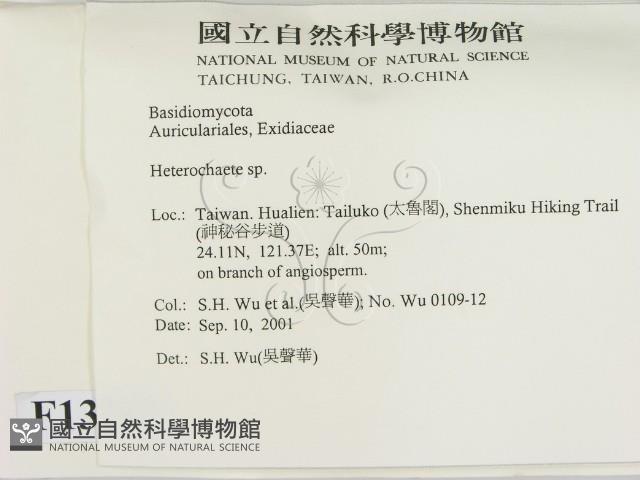 國立自然科學博物館
NATIONAL MUSEUM OF NATURAL SCIENCE
TAICHUNG, TAIWAN, R.O.CHINA
Basidiomycota
Auriculariales, Exidiaceae
Heterochaete sp.
Loc.: Taiwan. Hualien: Tailuko (太魯閣), Shenmiku Hiking Trail
(神秘谷步道)
24.11N, 121.37E; alt. 50m;
on branch of angiosperm.
Col.: S.H. Wu et al.(吳聲華); No. Wu 0109-12
Date: Sep. 10, 2001
Det.: S.H. Wu(吳聲華)
F13
國立自然科學博物館
NATIONAL MUSEUM OF NATURAL SCIENCE